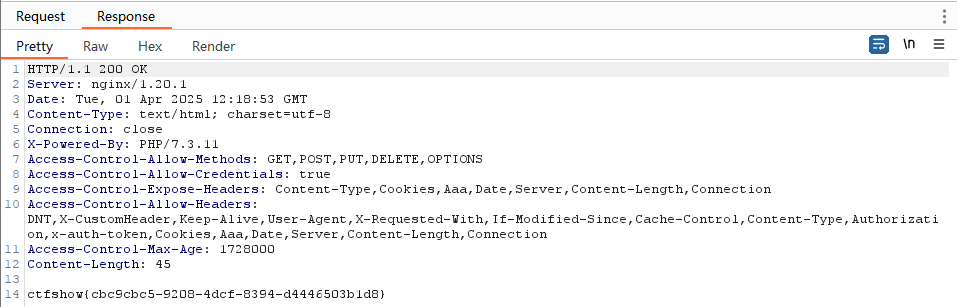 Request Response
Pretty Raw Hex Render \n
1 HTTP/1.1 200 OK
2 Server: nginx/1.20.1
3 Date: Tue, 01 Apr 2025 12:18:53 GMT
4 Content-Type: text/html; charset=utf-8
5 Connection: close
6 X-Powered-By: PHP/7.3.11
7 Access-Control-Allow-Methods: GET,POST,PUT,DELETE,OPTIONS
8 Access-Control-Allow-Credentials: true
9 Access-Control-Expose-Headers: Content-Type,Cookies,Aaa,Date,Server,Content-Length,Connection
10 Access-Control-Allow-Headers:
DNT,X-CustomHeader,Keep-Alive,User-Agent,X-Requested-With,If-Modified-Since,Cache-Control,Content-Type,Authorizati
on,x-auth-token,Cookies,Aaa,Date,Server,Content-Length,Connection
11 Access-Control-Max-Age: 1728000
12 Content-Length: 45
13
14 ctfshow{cbc9cbc5-9208-4dcf-8394-d4446503b1d8}